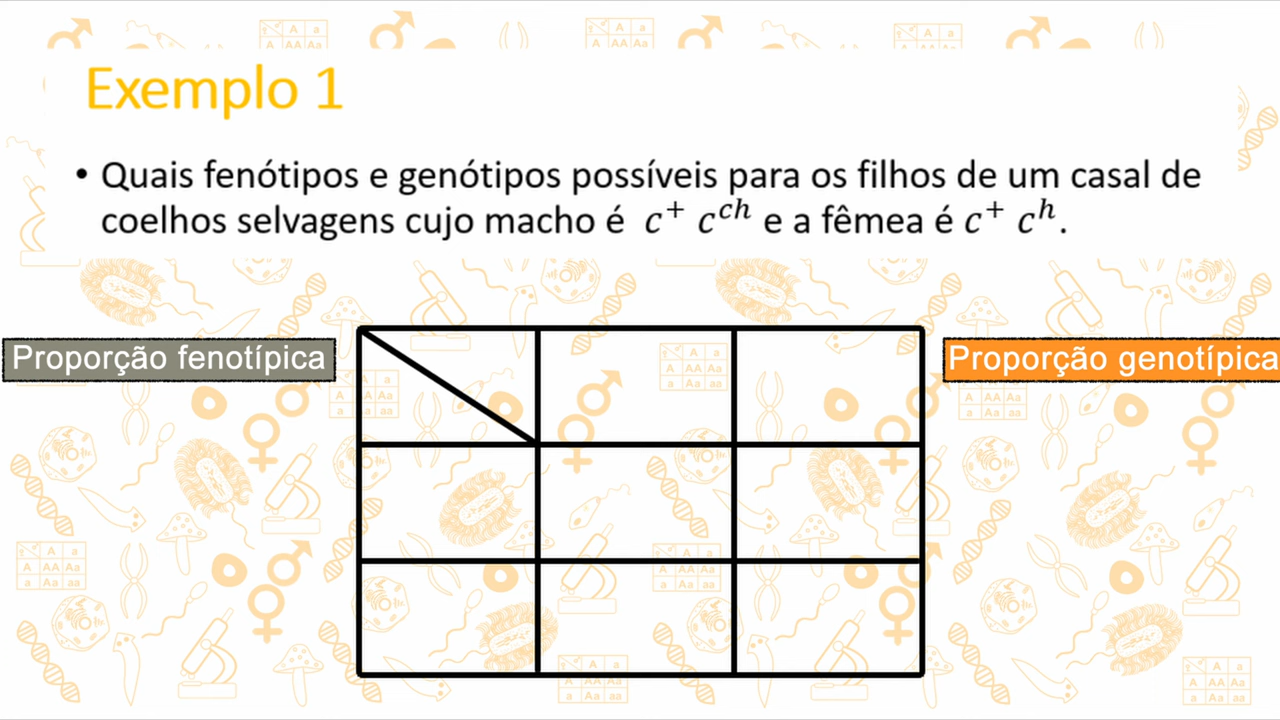 Exemplo 1
• Quais fenótipos e genótipos possíveis para os filhos de um casal de
coelhos selvagens cujo macho é c⁺ cᶜʰ e a fêmea é c⁺ cʰ.
Proporção fenotípica
Proporção genotípica